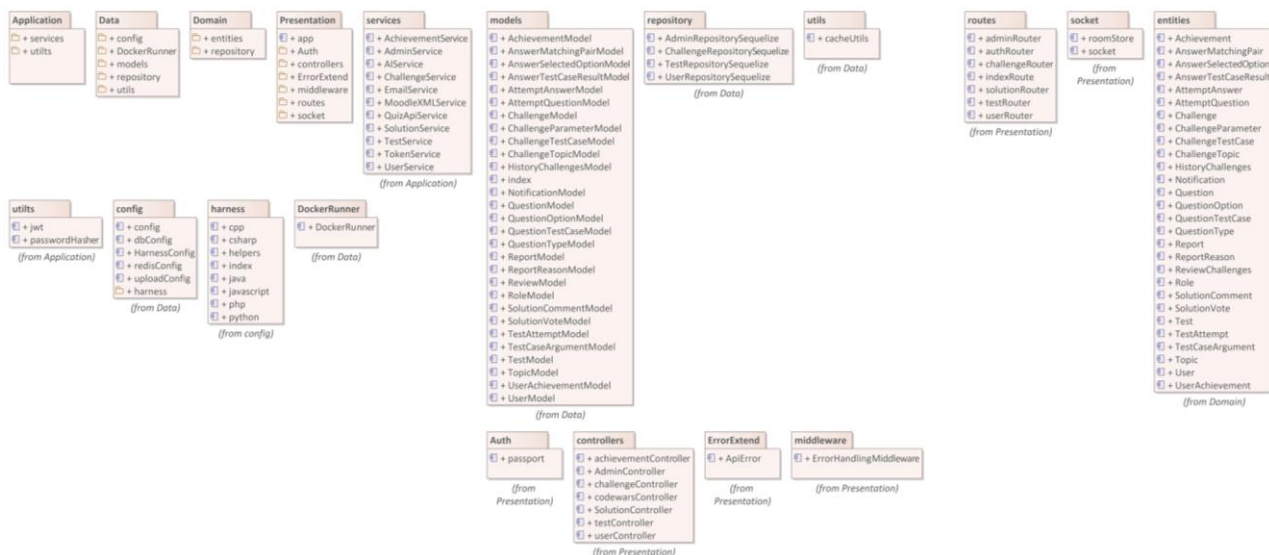 Application
+ services
+ utilts
Data
+ config
+ DockerRunner
+ models
+ repository
+ utils
Domain
+ entities
+ repository
Presentation
+ app
+ Auth
+ controllers
+ ErrorExtend
+ middleware
+ routes
+ socket
services
+ AchievementService
+ AdminService
+ AIService
+ ChallengeService
+ EmailService
+ MoodleXMLService
+ QuizApiService
+ SolutionService
+ TestService
+ TokenService
+ UserService
(from Application)
models
+ AchievementModel
+ AnswerMatchingPairModel
+ AnswerSelectedOptionModel
+ AnswerTestCaseResultModel
+ AttemptAnswerModel
+ AttemptQuestionModel
+ ChallengeModel
+ ChallengeParameterModel
+ ChallengeTestCaseModel
+ ChallengeTopicModel
+ HistoryChallengesModel
+ index
+ NotificationModel
+ QuestionModel
+ QuestionOptionModel
+ QuestionTestCaseModel
+ QuestionTypeModel
+ ReportModel
+ ReportReasonModel
+ ReviewModel
+ RoleModel
+ SolutionCommentModel
+ SolutionVoteModel
+ TestAttemptModel
+ TestCaseArgumentModel
+ TestModel
+ TopicModel
+ UserAchievementModel
+ UserModel
(from Data)
repository
+ AdminRepositorySequelize
+ ChallengeRepositorySequelize
+ TestRepositorySequelize
+ UserRepositorySequelize
(from Data)
utils
+ cacheUtils
(from Data)
routes
+ adminRouter
+ authRouter
+ challengeRouter
+ indexRoute
+ solutionRouter
+ testRouter
+ userRouter
(from Presentation)
socket
+ roomStore
+ socket
(from
Presentation)
entities
+ Achievement
+ AnswerMatchingPair
+ AnswerSelectedOption
+ AnswerTestCaseResult
+ AttemptAnswer
+ AttemptQuestion
+ Challenge
+ ChallengeParameter
+ ChallengeTestCase
+ ChallengeTopic
+ HistoryChallenges
+ Notification
+ Question
+ QuestionOption
+ QuestionTestCase
+ QuestionType
+ Report
+ ReportReason
+ ReviewChallenges
+ Role
+ SolutionComment
+ SolutionVote
+ Test
+ TestAttempt
+ TestCaseArgument
+ Topic
+ User
+ UserAchievement
(from Domain)
utilts
+ jwt
+ passwordHasher
(from Application)
config
+ config
+ dbConfig
+ HarnessConfig
+ redisConfig
+ uploadConfig
+ harness
(from Data)
harness
+ cpp
+ csharp
+ helpers
+ index
+ java
+ javascript
+ php
+ python
(from config)
DockerRunner
+ DockerRunner
(from Data)
Auth
+ passport
(from
Presentation)
controllers
+ achievementController
+ AdminController
+ challengeController
+ codewarsController
+ SolutionController
+ testController
+ userController
(from Presentation)
ErrorExtend
+ ApiError
(from
Presentation)
middleware
+ ErrorHandlingMiddleware
(from Presentation)